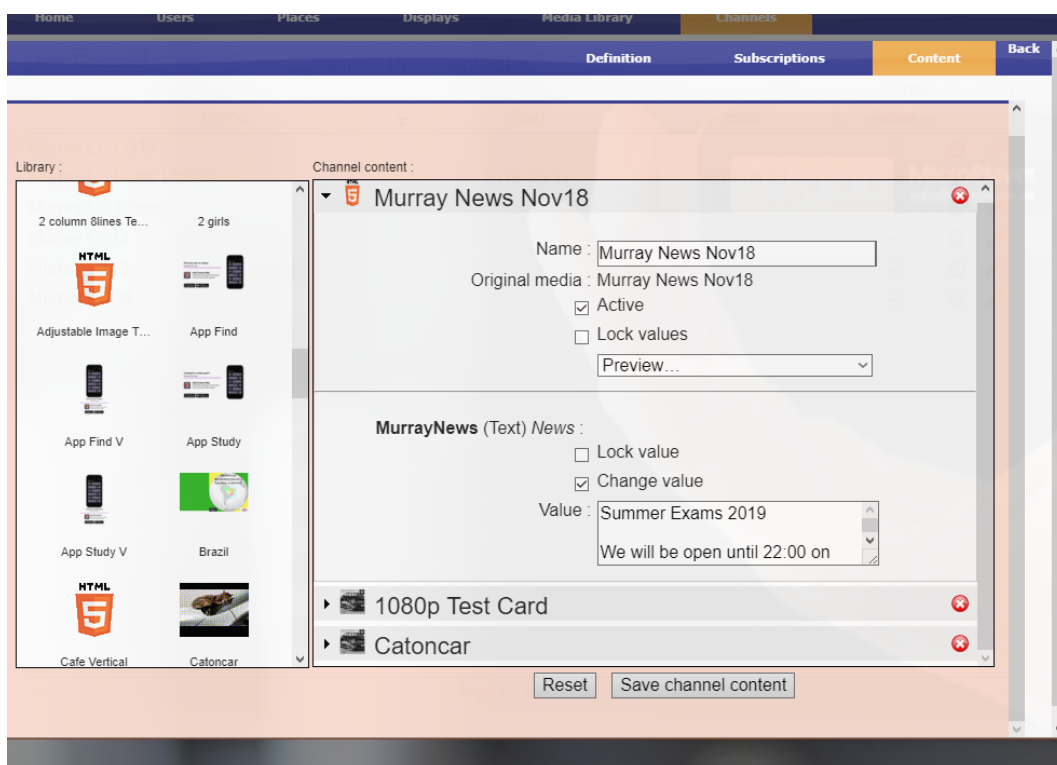 Home Users Places Displays Media Library Channels
Definition Subscriptions Content Back
Library :
Channel content :
2 column 8lines Te... 2 girls
HTML
5
Adjustable Image T... App Find
App Find V App Study
App Study V Brazil
HTML
5
Cafe Vertical Catoncar
5 Murray News Nov18
Name : Murray News Nov18
Original media : Murray News Nov18
Active
Lock values
Preview...
MurrayNews (Text) News :
Lock value
Change value
Value : Summer Exams 2019
We will be open until 22:00 on
1080p Test Card
Catoncar
Reset Save channel content